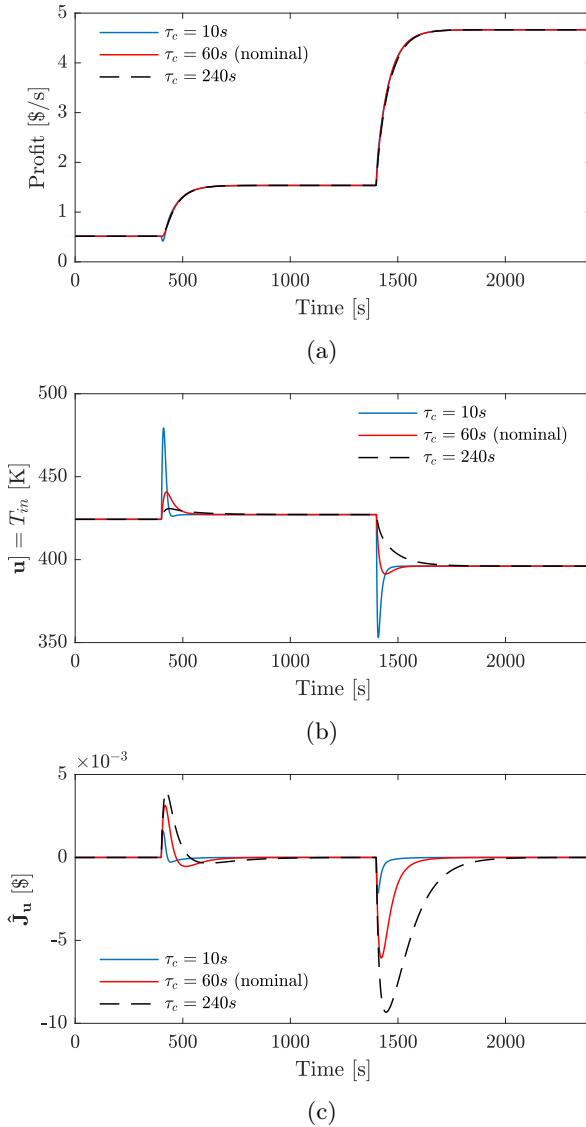 5
4
3
2
1
0
Profit [$/s]
τc = 10s
τc = 60s (nominal)
τc = 240s
0 500 1000 1500 2000
Time [s]
(a)
500
450
400
350
u] = Tin [K]
τc = 10s
τc = 60s (nominal)
τc = 240s
0 500 1000 1500 2000
Time [s]
(b)
×10⁻³
5
0
-5
-10
Ĵu [$]
τc = 10s
τc = 60s (nominal)
τc = 240s
0 500 1000 1500 2000
Time [s]
(c)